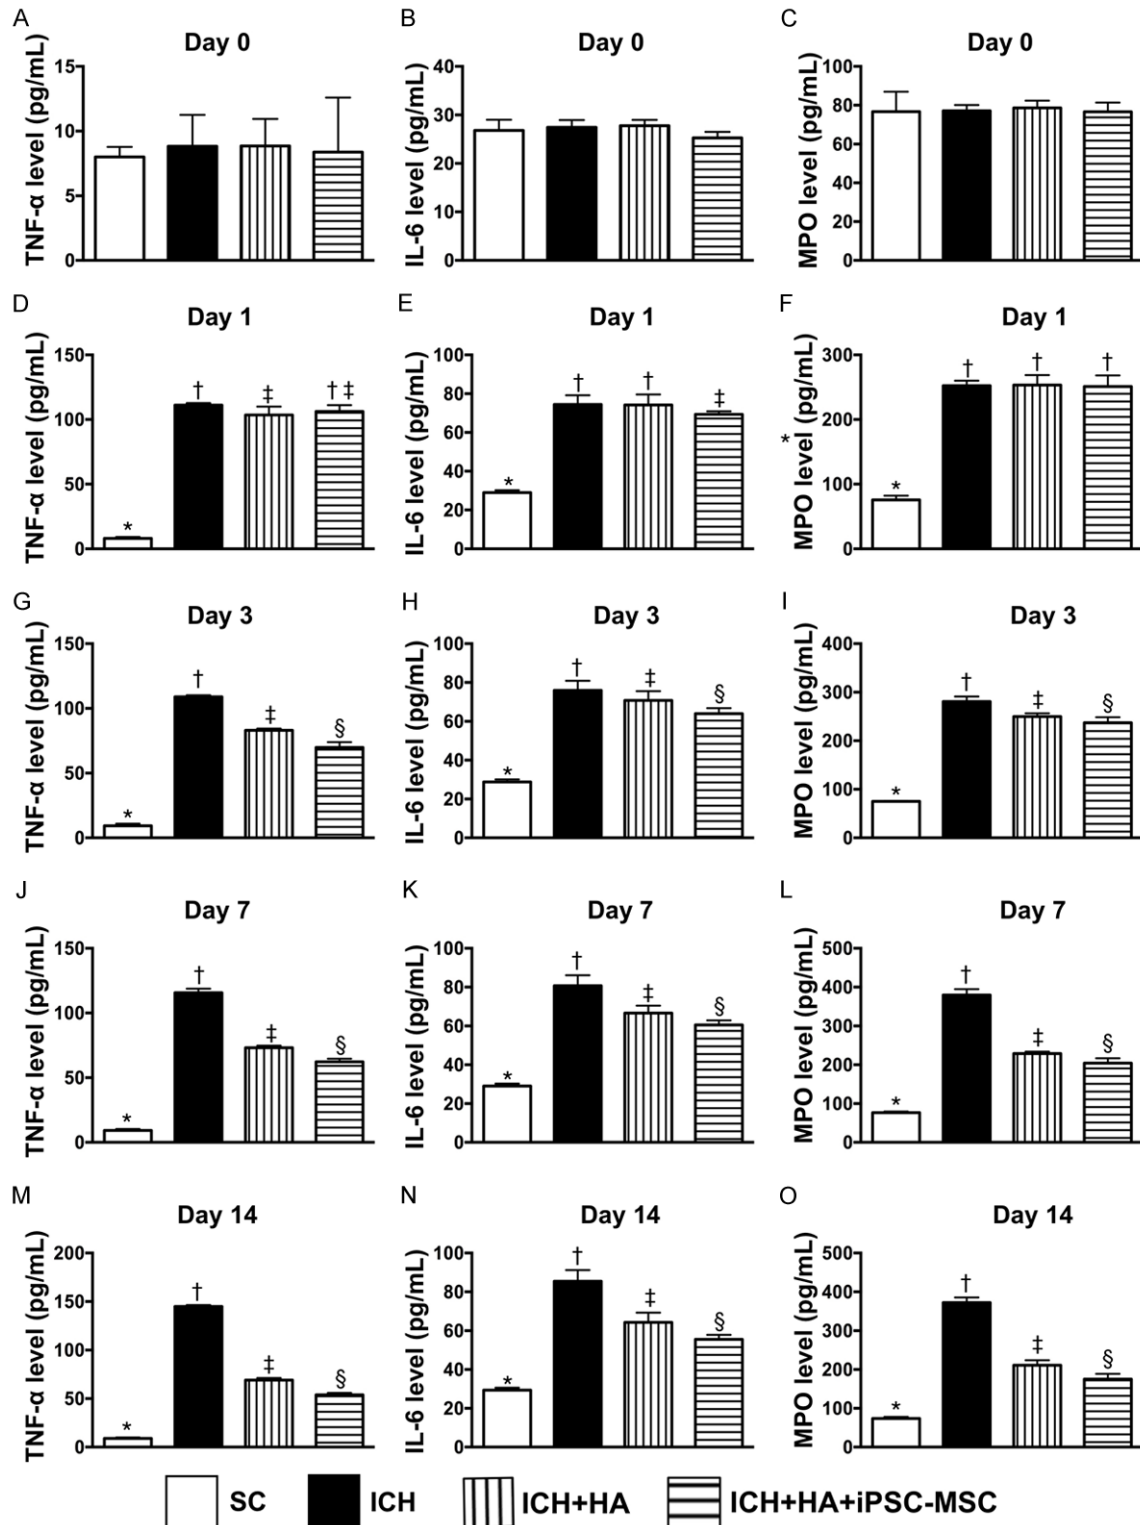 A
Day 0
TNF-α level (pg/mL)
15
10
5
0
B
Day 0
IL-6 level (pg/mL)
40
30
20
10
0
C
Day 0
MPO level (pg/mL)
100
80
60
40
20
0
D
Day 1
TNF-α level (pg/mL)
150
100
50
0
* † ‡ † ‡
E
Day 1
IL-6 level (pg/mL)
100
80
60
40
20
0
* † † ‡
F
Day 1
* MPO level (pg/mL)
300
200
100
0
* † † †
G
Day 3
TNF-α level (pg/mL)
150
100
50
0
* † ‡ §
H
Day 3
IL-6 level (pg/mL)
100
80
60
40
20
0
* † ‡ §
I
Day 3
MPO level (pg/mL)
400
300
200
100
0
* † ‡ §
J
Day 7
TNF-α level (pg/mL)
150
100
50
0
* † ‡ §
K
Day 7
IL-6 level (pg/mL)
100
80
60
40
20
0
* † ‡ §
L
Day 7
MPO level (pg/mL)
500
400
300
200
100
0
* † ‡ §
M
Day 14
TNF-α level (pg/mL)
200
150
100
50
0
* † ‡ §
N
Day 14
IL-6 level (pg/mL)
100
80
60
40
20
0
* † ‡ §
O
Day 14
MPO level (pg/mL)
500
400
300
200
100
0
* † ‡ §
SC ICH ICH+HA ICH+HA+iPSC-MSC